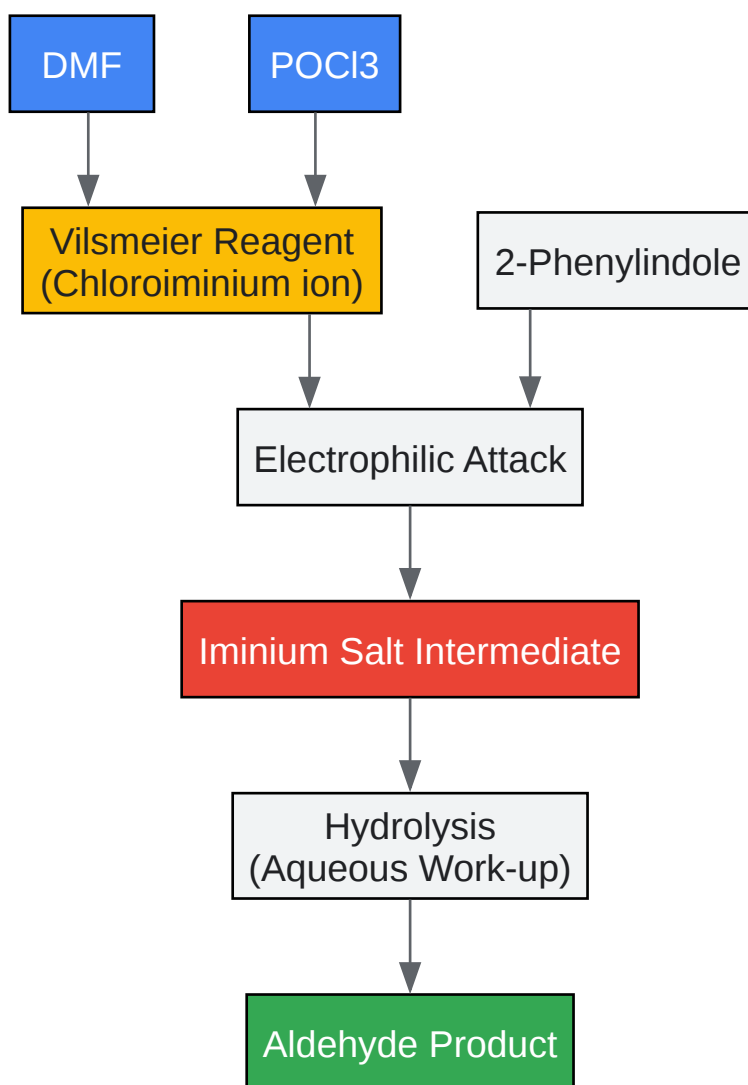 DMF
POCl3
Vilsmeier Reagent
(Chloroiminium ion)
2-Phenylindole
Electrophilic Attack
Iminium Salt Intermediate
Hydrolysis
(Aqueous Work-up)
Aldehyde Product